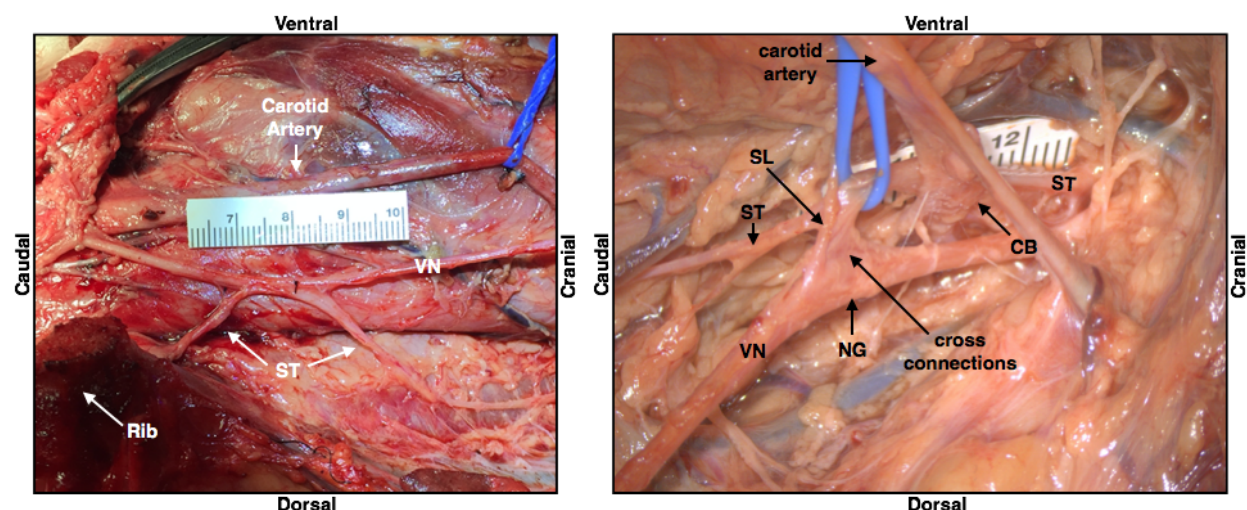 Ventral
Carotid
Artery
7 8 9 10
VN
ST
Rib
Caudal
Cranial
Dorsal
Ventral
carotid
artery
12
SL
ST
ST
CB
VN
NG
cross
connections
Caudal
Cranial
Dorsal